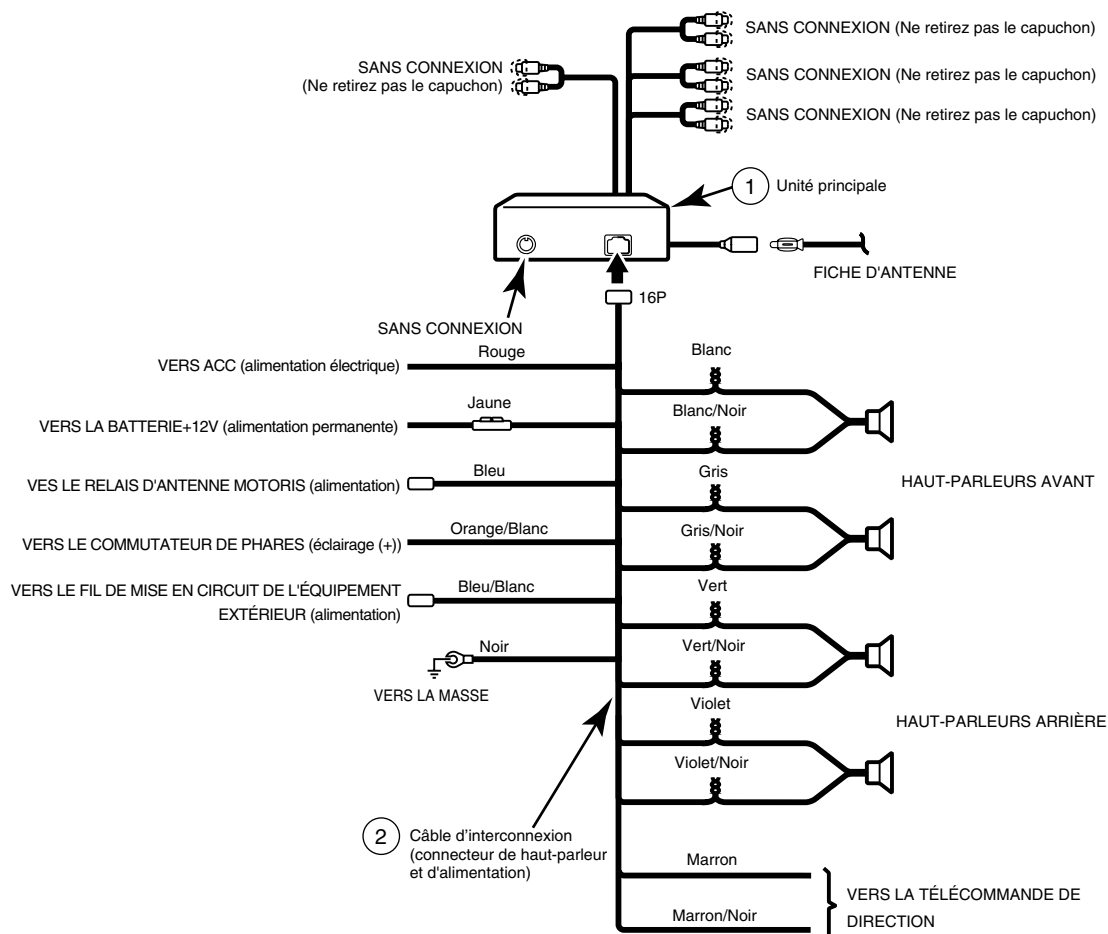 SANS CONNEXION (Ne retirez pas le capuchon)
SANS CONNEXION
(Ne retirez pas le capuchon)
SANS CONNEXION (Ne retirez pas le capuchon)
SANS CONNEXION (Ne retirez pas le capuchon)
1
Unité principale
FICHE D'ANTENNE
16P
SANS CONNEXION
Rouge
VERS ACC (alimentation électrique)
Jaune
VERS LA BATTERIE+12V (alimentation permanente)
Bleu
VES LE RELAIS D'ANTENNE MOTORIS (alimentation)
Orange/Blanc
VERS LE COMMUTATEUR DE PHARES (éclairage (+))
Bleu/Blanc
VERS LE FIL DE MISE EN CIRCUIT DE L'ÉQUIPEMENT
EXTÉRIEUR (alimentation)
Noir
VERS LA MASSE
Blanc
Blanc/Noir
Gris
HAUT-PARLEURS AVANT
Gris/Noir
Vert
Vert/Noir
Violet
HAUT-PARLEURS ARRIÈRE
Violet/Noir
2
Câble d'interconnexion
(connecteur de haut-parleur
et d'alimentation)
Marron
Marron/Noir
VERS LA TÉLÉCOMMANDE DE
DIRECTION